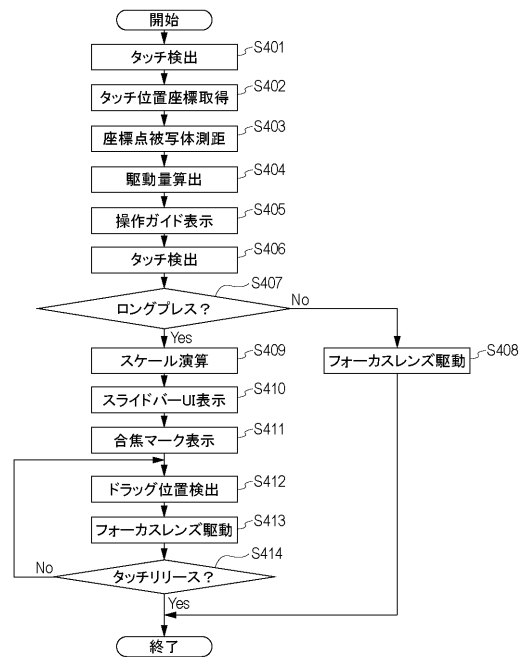 開始
タッチ検出
S401
タッチ位置座標取得
S402
座標点被写体測距
S403
駆動量算出
S404
操作ガイド表示
S405
タッチ検出
S406
ロングプレス？
S407
No
Yes
スケール演算
S409
フォーカスレンズ駆動
S408
スライドバーUI表示
S410
合焦マーク表示
S411
ドラッグ位置検出
S412
フォーカスレンズ駆動
S413
タッチリリース？
S414
No
Yes
終了